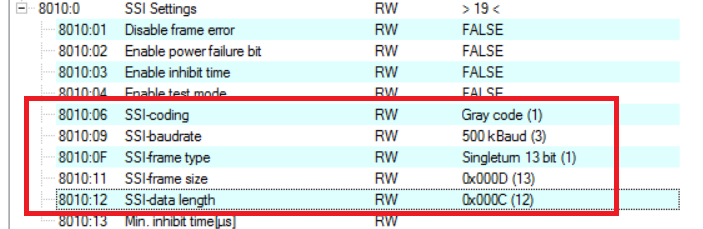 8010:0 SSI Settings RW > 19 <
8010:01 Disable frame error RW FALSE
8010:02 Enable power failure bit RW FALSE
8010:03 Enable inhibit time RW FALSE
8010:04 Enable test mode RW FALSE
8010:06 SSI-coding RW Gray code (1)
8010:09 SSI-baudrate RW 500 kBaud (3)
8010:0F SSI-frame type RW Singleturn 13 bit (1)
8010:11 SSI-frame size RW 0x000D (13)
8010:12 SSI-data length RW 0x000C (12)
8010:13 Min. inhibit time[µs] RW